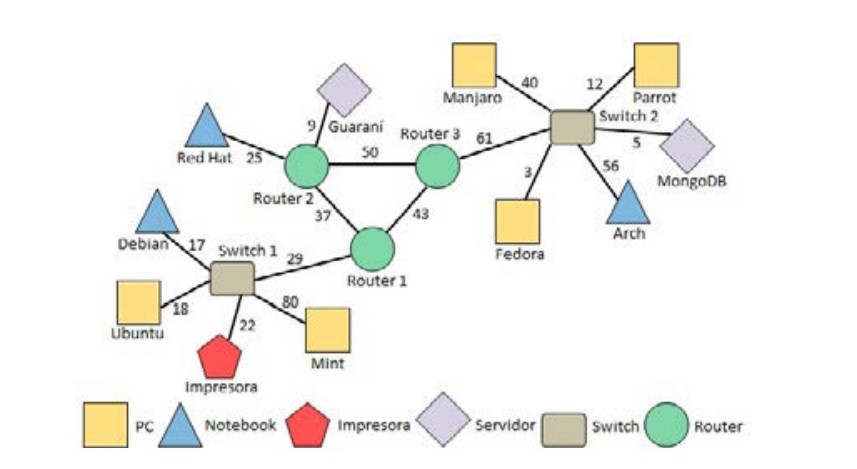 Manjaro
40
12
Parrot
Switch 2
5
MongoDB
56
Arch
3
Fedora
61
Router 3
50
Guaraní
9
Red Hat
25
Router 2
37
43
Router 1
29
Switch 1
Debian
17
Ubuntu
18
22
Impresora
80
Mint
PC
Notebook
Impresora
Servidor
Switch
Router